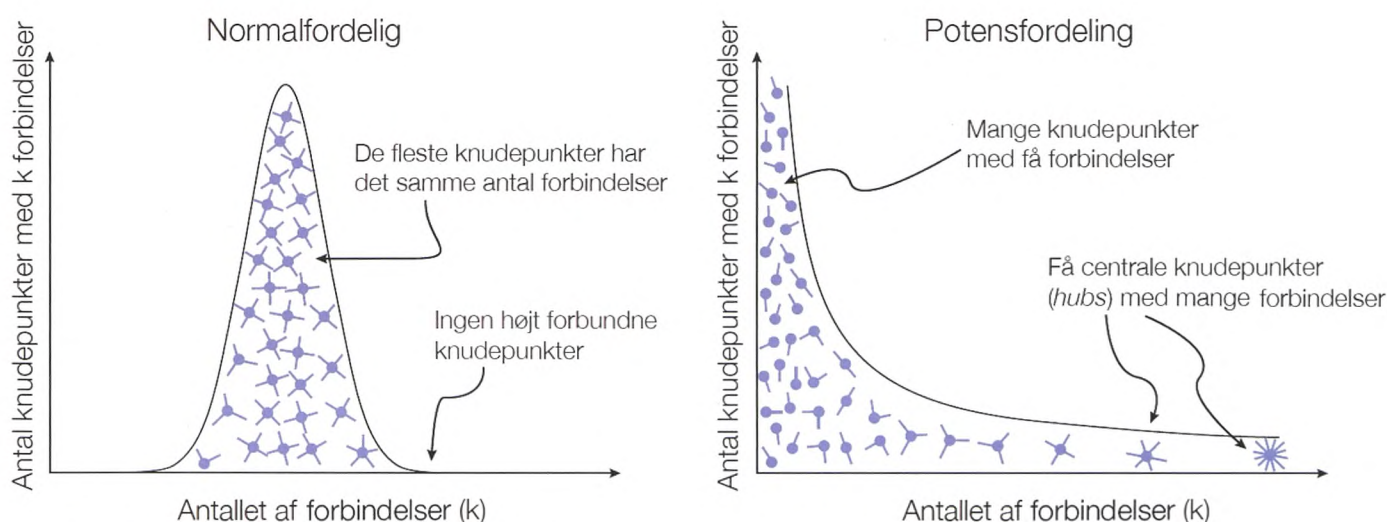 Normalfordelig
Antal knudepunkter med k forbindelser
De fleste knudepunkter har
det samme antal forbindelser
Ingen højt forbundne
knudepunkter
Antallet af forbindelser (k)
Potensfordeling
Antal knudepunkter med k forbindelser
Mange knudepunkter
med få forbindelser
Få centrale knudepunkter
(hubs) med mange forbindelser
Antallet af forbindelser (k)